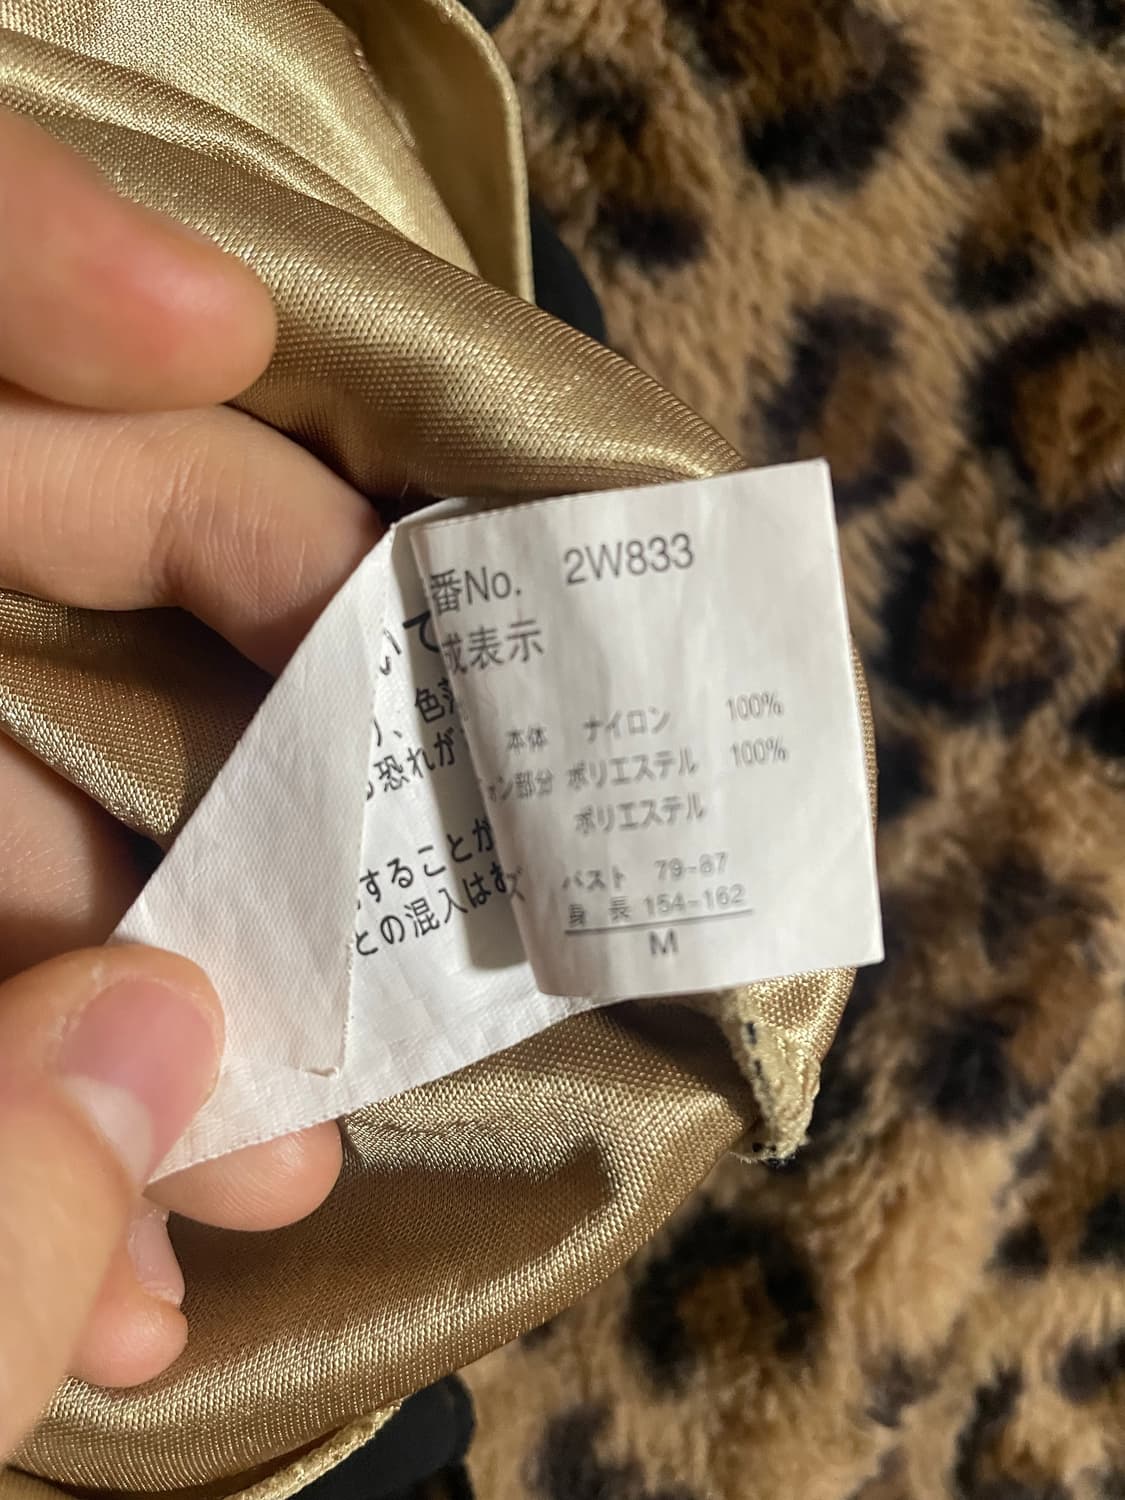 番No. 2W833
成表示
本体 ナイロン 100%
ォン部分 ポリエステル 100%
ポリエステル
バスト 79-87
身 長 154-162
M
いて
、色落
恐れが
することが
との混入はお